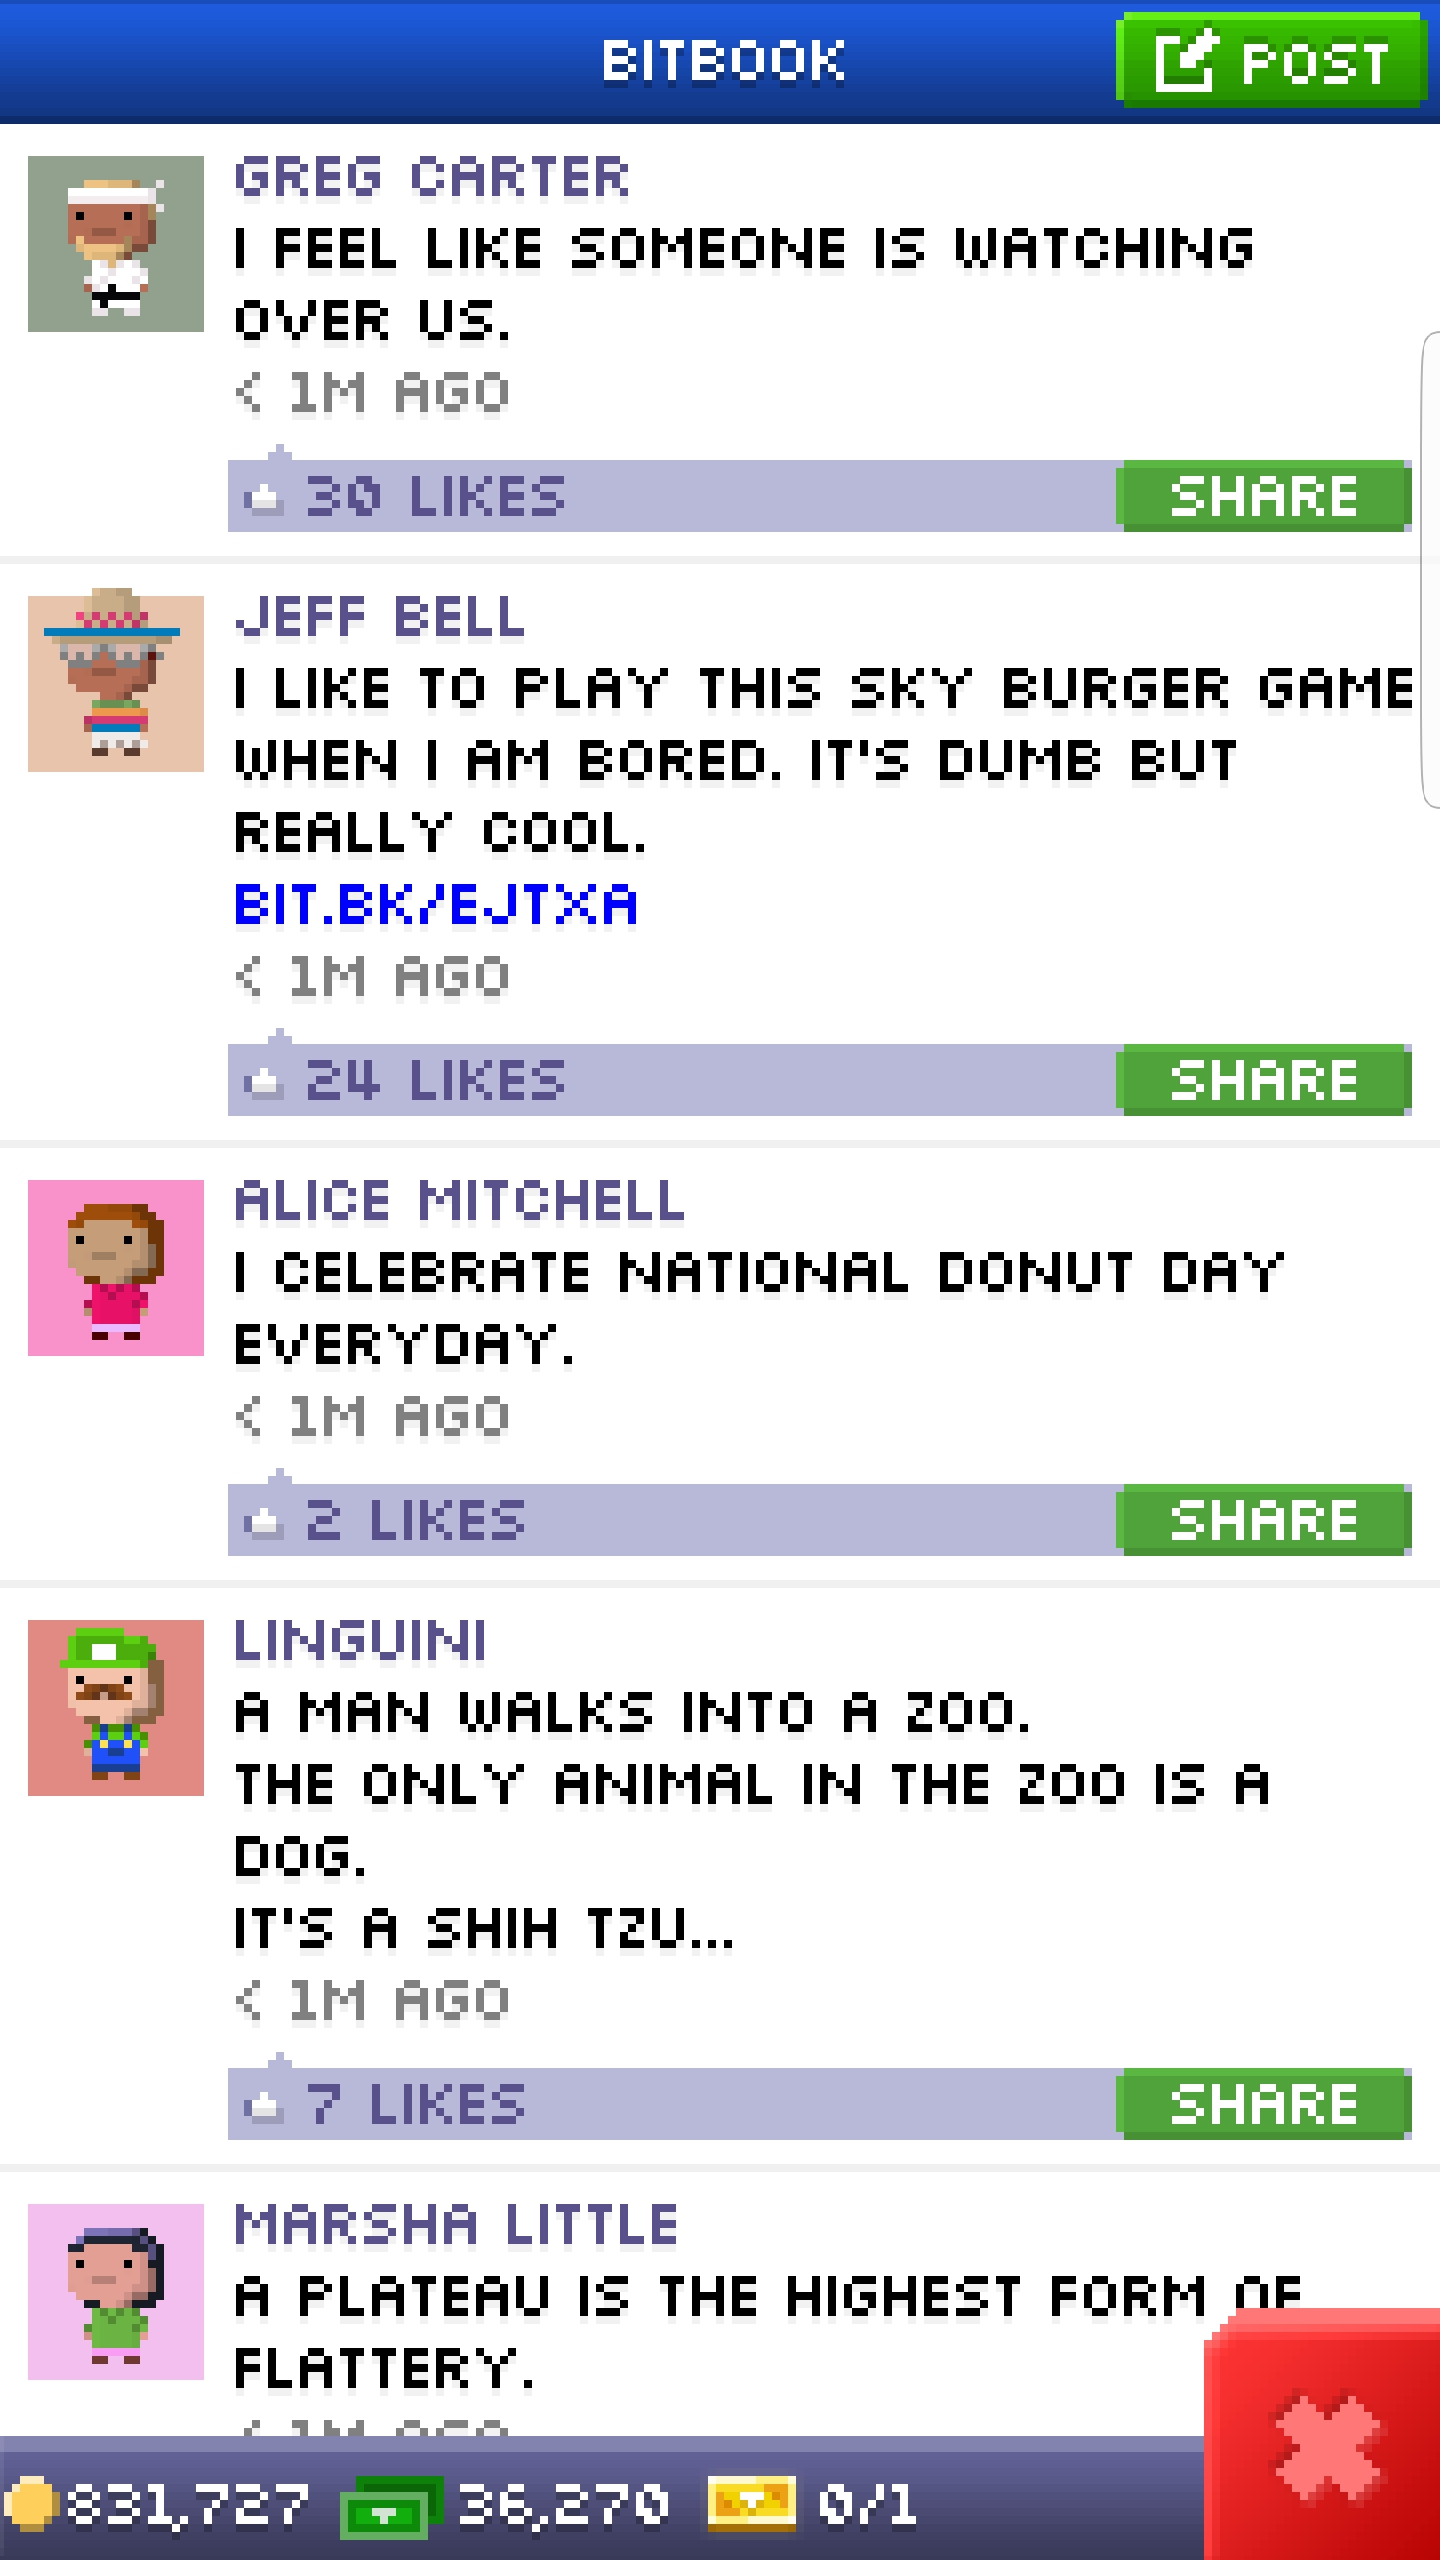 BITBOOK
POST
GREG CARTER
I FEEL LIKE SOMEONE IS WATCHING
OVER US.
< 1M AGO
30 LIKES
SHARE
JEFF BELL
I LIKE TO PLAY THIS SKY BURGER GAME
WHEN I AM BORED. IT'S DUMB BUT
REALLY COOL.
BIT.BK/EJTXA
< 1M AGO
24 LIKES
SHARE
ALICE MITCHELL
I CELEBRATE NATIONAL DONUT DAY
EVERYDAY.
< 1M AGO
2 LIKES
SHARE
LINGUINI
A MAN WALKS INTO A ZOO.
THE ONLY ANIMAL IN THE ZOO IS A
DOG.
IT'S A SHIH TZU...
< 1M AGO
7 LIKES
SHARE
MARSHA LITTLE
A PLATEAU IS THE HIGHEST FORM OF
FLATTERY.
< 1M AGO
831,727
36,270
0/1